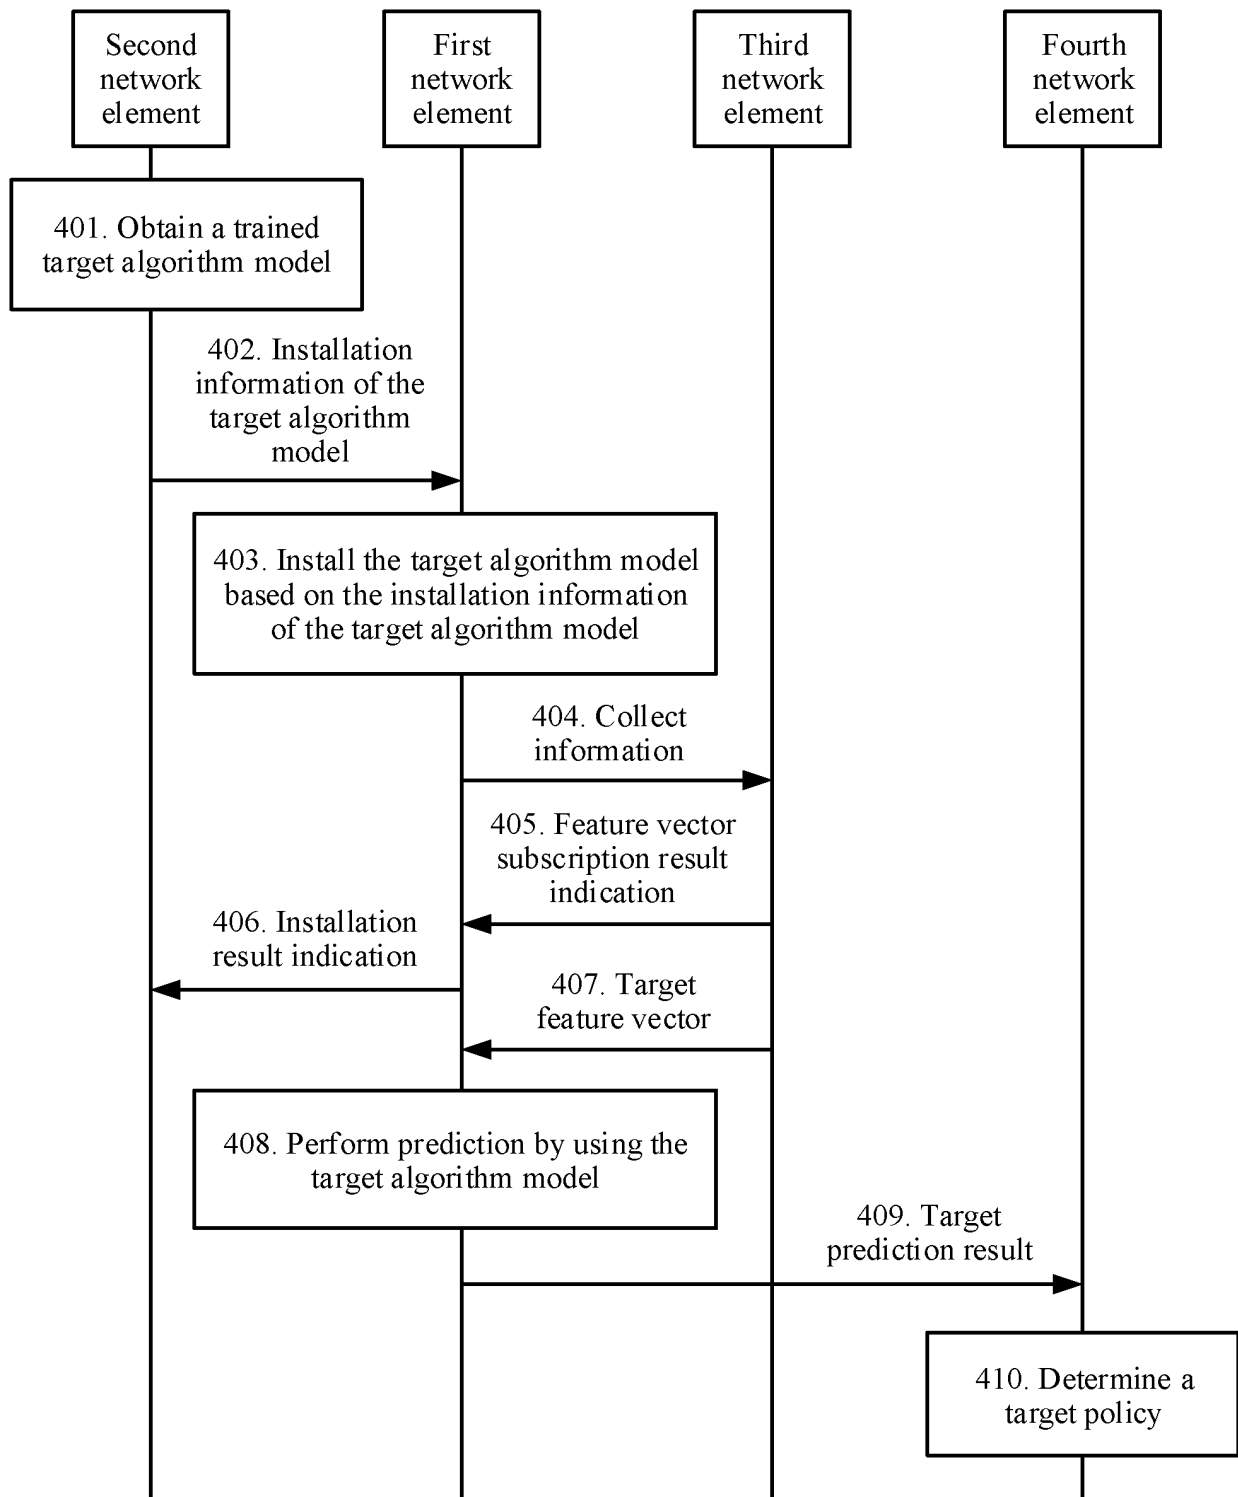 Second
network
element
First
network
element
Third
network
element
Fourth
network
element
401. Obtain a trained
target algorithm model
402. Installation
information of the
target algorithm
model
403. Install the target algorithm model
based on the installation information
of the target algorithm model
404. Collect
information
405. Feature vector
subscription result
indication
406. Installation
result indication
407. Target
feature vector
408. Perform prediction by using the
target algorithm model
409. Target
prediction result
410. Determine a
target policy